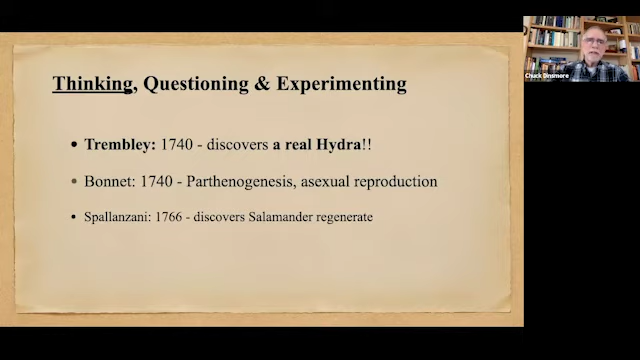 Thinking, Questioning & Experimenting
• Trembley: 1740 - discovers a real Hydra!!
• Bonnet: 1740 - Parthenogenesis, asexual reproduction
• Spallanzani: 1766 - discovers Salamander regenerate
Chuck Dinsmore